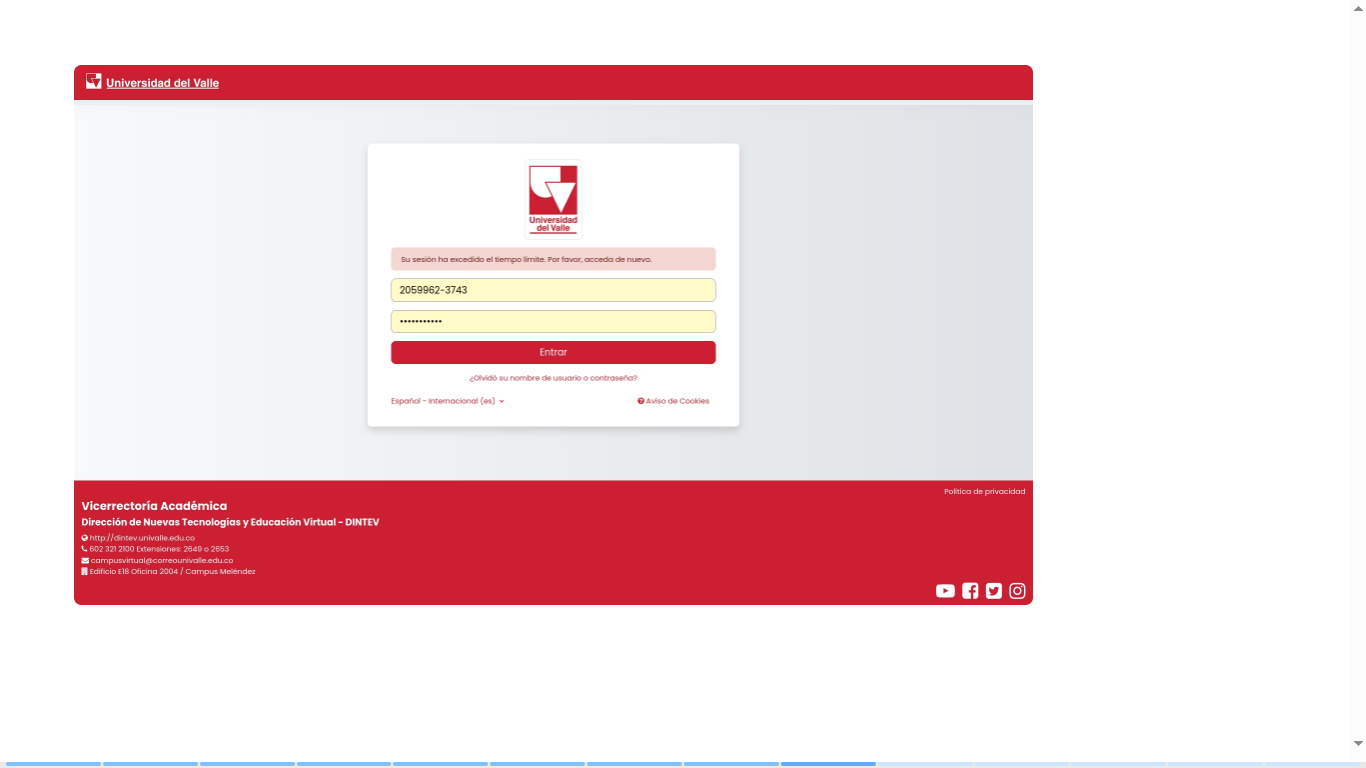 Universidad del Valle
Universidad
del Valle
Su sesión ha excedido el tiempo límite. Por favor, acceda de nuevo.
2059962-3743
•••••••••••
Entrar
¿Olvidó su nombre de usuario o contraseña?
Español - Internacional (es)
Aviso de Cookies
Política de privacidad
Vicerrectoría Académica
Dirección de Nuevas Tecnologías y Educación Virtual - DINTEV
http://dintev.univalle.edu.co
602 321 2100 Extensiones: 2649 o 2653
campusvirtual@correounivalle.edu.co
Edificio E18 Oficina 2004 / Campus Meléndez